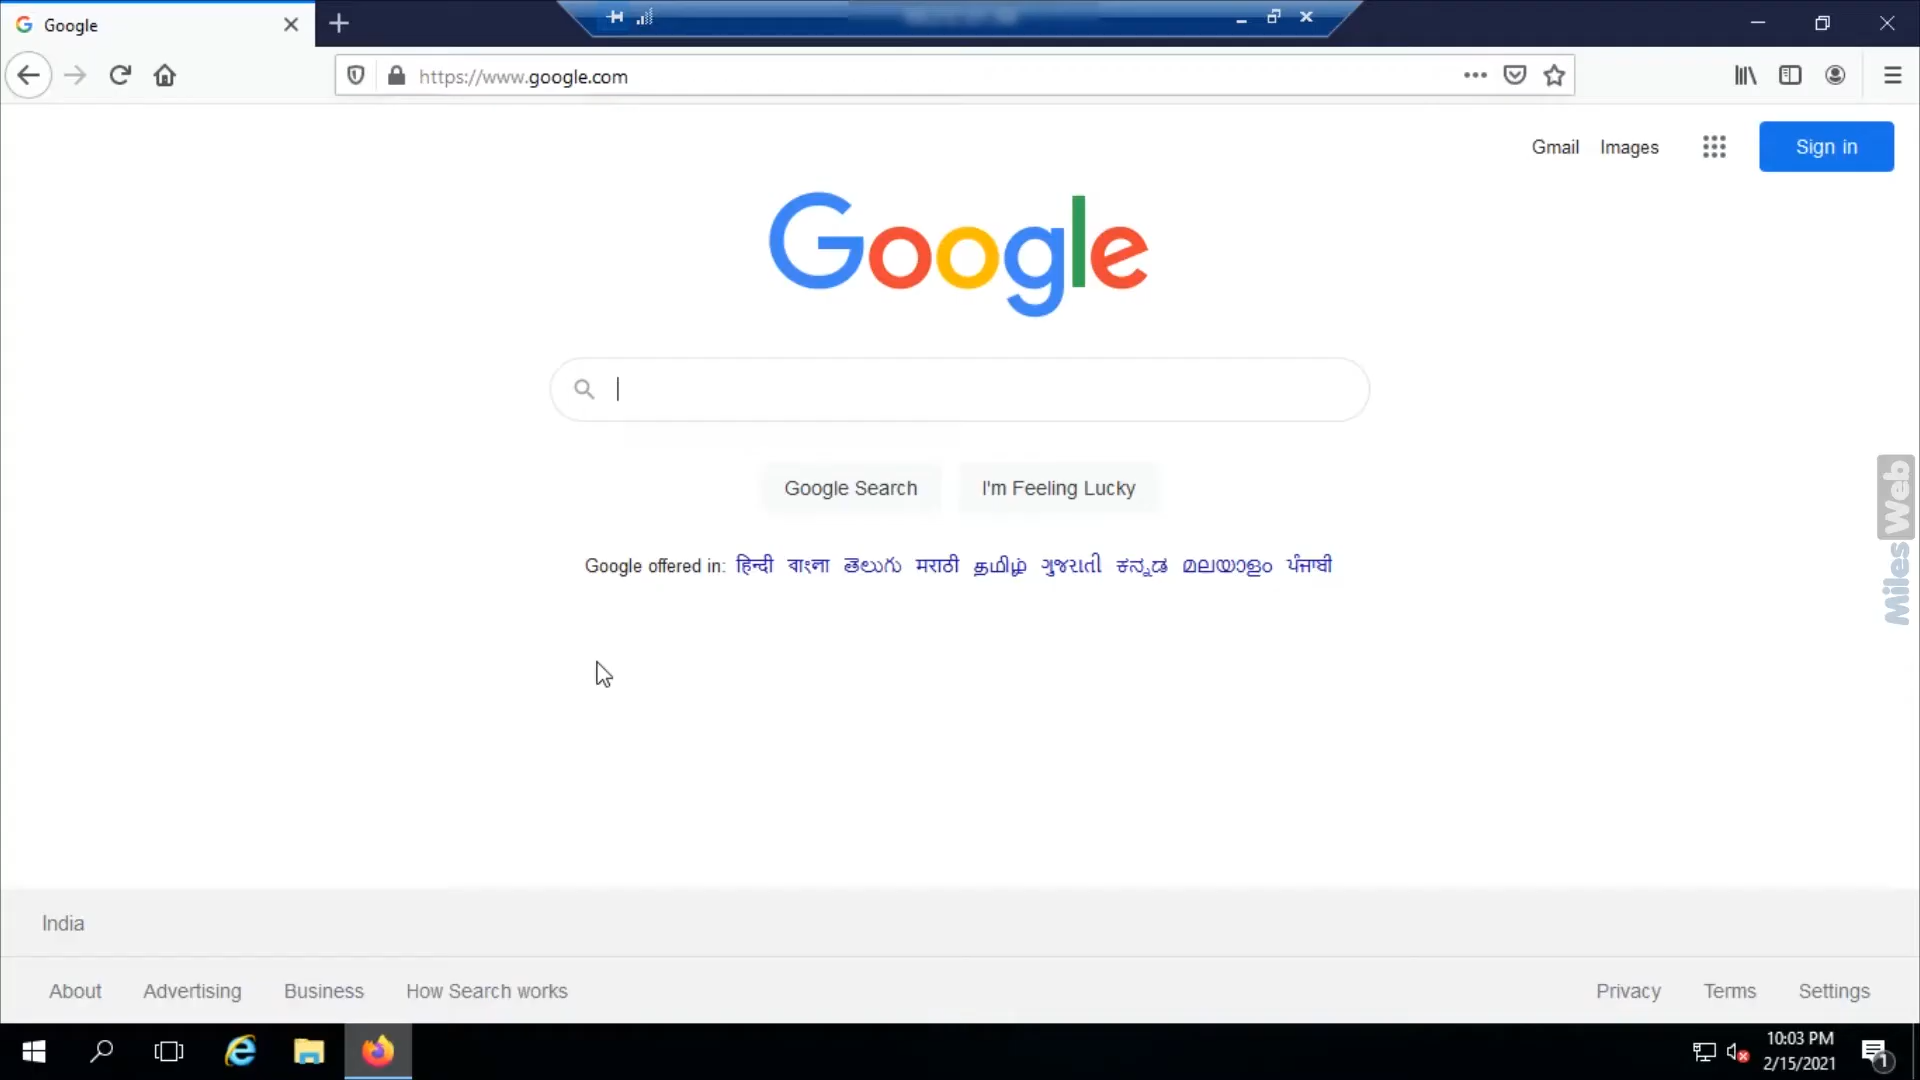 Google
https://www.google.com
Gmail Images Sign in
Google
Google Search I'm Feeling Lucky
Google offered in: हिन्दी বাংলা తెలుగు मराठी தமிழ் ગુજરાતી ಕನ್ನಡ മലയാളം ਪੰਜਾਬੀ
MilesWeb
India
About Advertising Business How Search works Privacy Terms Settings
10:03 PM
2/15/2021
1